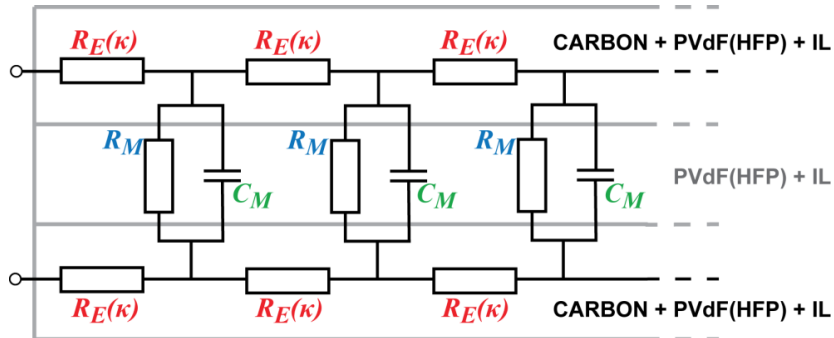 R_E(κ) R_E(κ) R_E(κ) CARBON + PVdF(HFP) + IL
R_M R_M R_M PVdF(HFP) + IL
C_M C_M C_M
R_E(κ) R_E(κ) R_E(κ) CARBON + PVdF(HFP) + IL